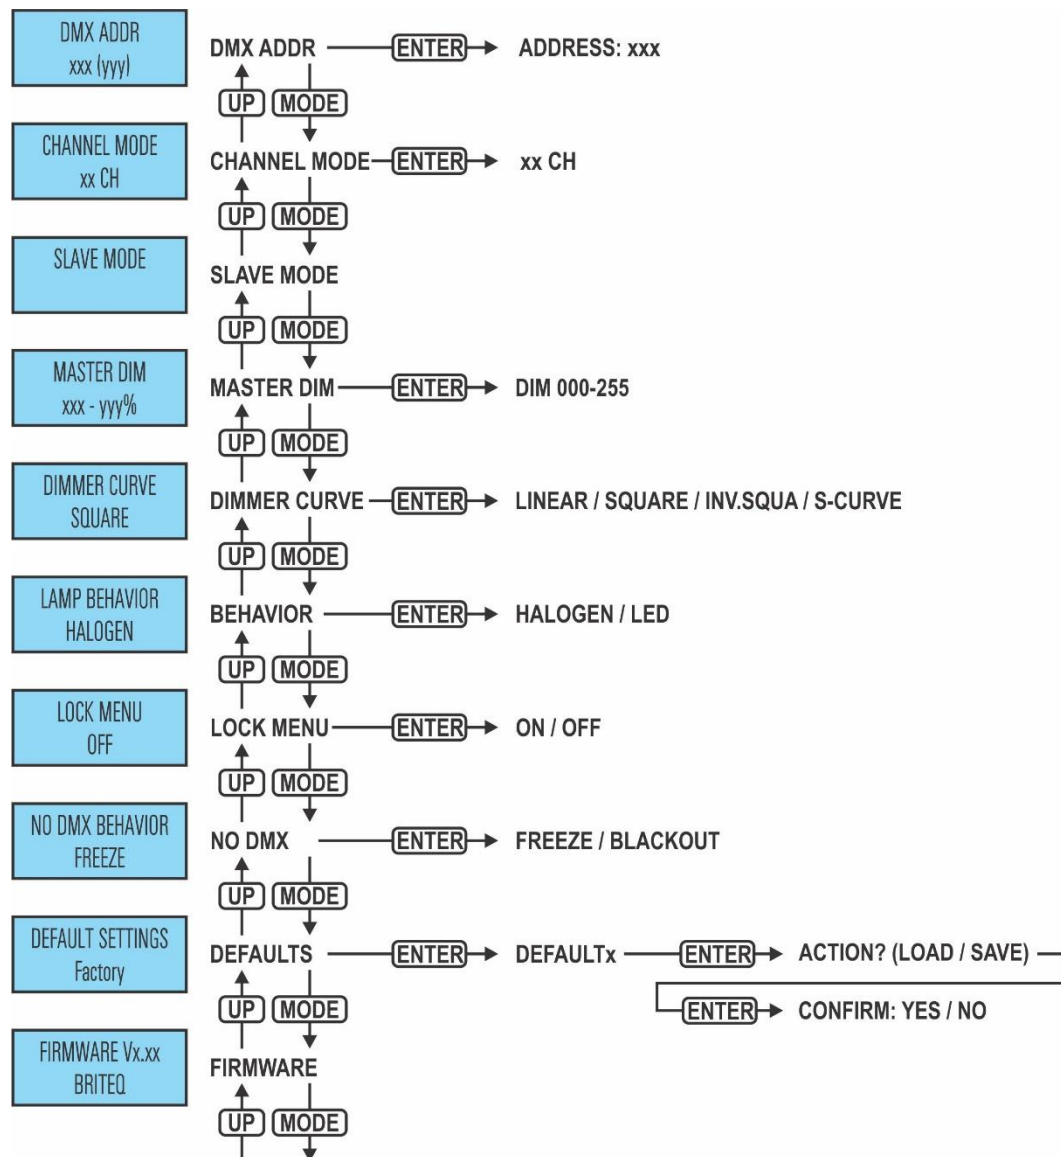 DMX ADDR
xxx (yyy)
DMX ADDR ENTER ADDRESS: xxx
UP MODE
CHANNEL MODE
xx CH
CHANNEL MODE ENTER xx CH
UP MODE
SLAVE MODE
SLAVE MODE
UP MODE
MASTER DIM
xxx - yyy%
MASTER DIM ENTER DIM 000-255
UP MODE
DIMMER CURVE
SQUARE
DIMMER CURVE ENTER LINEAR / SQUARE / INV.SQUA / S-CURVE
UP MODE
LAMP BEHAVIOR
HALOGEN
BEHAVIOR ENTER HALOGEN / LED
UP MODE
LOCK MENU
OFF
LOCK MENU ENTER ON / OFF
UP MODE
NO DMX BEHAVIOR
FREEZE
NO DMX ENTER FREEZE / BLACKOUT
UP MODE
DEFAULT SETTINGS
Factory
DEFAULTS ENTER DEFAULTx ENTER ACTION? (LOAD / SAVE)
ENTER CONFIRM: YES / NO
UP MODE
FIRMWARE Vx.xx
BRITEQ
FIRMWARE
UP MODE